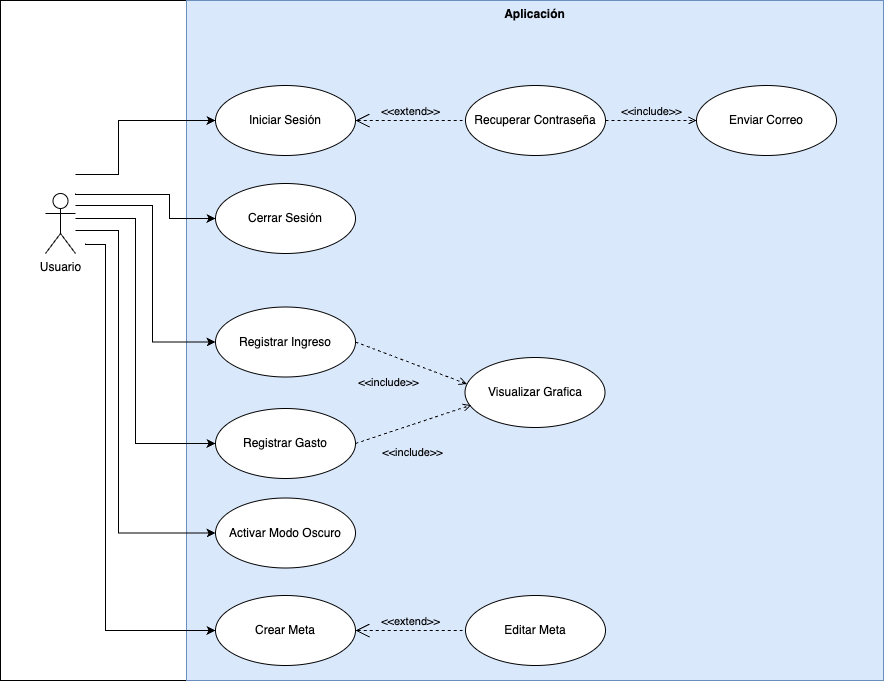 Aplicación
Iniciar Sesión
<<extend>>
Recuperar Contraseña
<<include>>
Enviar Correo
Cerrar Sesión
Usuario
Registrar Ingreso
<<include>>
Visualizar Grafica
Registrar Gasto
<<include>>
Activar Modo Oscuro
Crear Meta
<<extend>>
Editar Meta